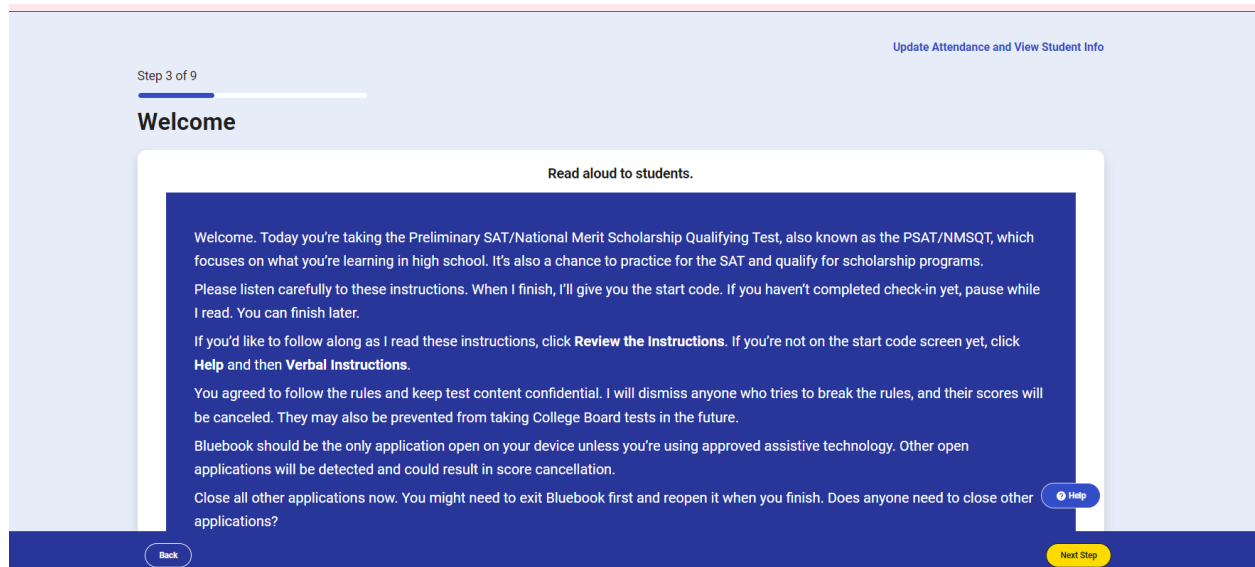 Update Attendance and View Student Info
Step 3 of 9
Welcome
Read aloud to students.
Welcome. Today you're taking the Preliminary SAT/National Merit Scholarship Qualifying Test, also known as the PSAT/NMSQT, which
focuses on what you're learning in high school. It's also a chance to practice for the SAT and qualify for scholarship programs.
Please listen carefully to these instructions. When I finish, I'll give you the start code. If you haven't completed check-in yet, pause while
I read. You can finish later.
If you'd like to follow along as I read these instructions, click Review the Instructions. If you're not on the start code screen yet, click
Help and then Verbal Instructions.
You agreed to follow the rules and keep test content confidential. I will dismiss anyone who tries to break the rules, and their scores will
be canceled. They may also be prevented from taking College Board tests in the future.
Bluebook should be the only application open on your device unless you're using approved assistive technology. Other open
applications will be detected and could result in score cancellation.
Close all other applications now. You might need to exit Bluebook first and reopen it when you finish. Does anyone need to close other
applications?
Help
Back
Next Step